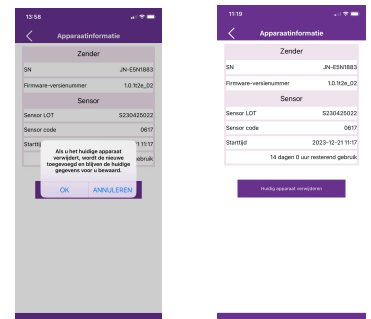 13:58
Apparaatinformatie
Zender
SN JN-E5N1883
Firmware-versienummer 1.0.1t2e_02
Sensor
Sensor LOT S230425022
Sensor code 0617
Starttijd 21 11:17
Als u het huidige apparaat
verwijdert, wordt de nieuwe
toegevoegd en blijven de huidige
gegevens voor u bewaard.
ebruik
OK ANNULEREN
11:19
Apparaatinformatie
Zender
SN JN-E5N1883
Firmware-versienummer 1.0.1t2e_02
Sensor
Sensor LOT S230425022
Sensor code 0617
Starttijd 2023-12-21 11:17
14 dagen 0 uur resterend gebruik
Huidig apparaat verwijderen